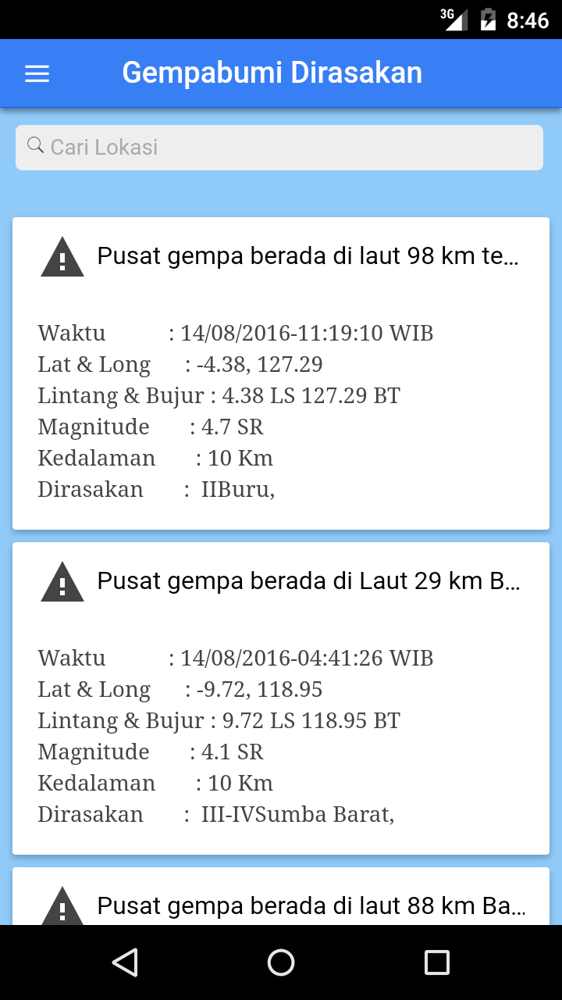 3G 8:46
Gempabumi Dirasakan
Cari Lokasi
Pusat gempa berada di laut 98 km te...
Waktu : 14/08/2016-11:19:10 WIB
Lat & Long : -4.38, 127.29
Lintang & Bujur : 4.38 LS 127.29 BT
Magnitude : 4.7 SR
Kedalaman : 10 Km
Dirasakan : IIBuru,
Pusat gempa berada di Laut 29 km B...
Waktu : 14/08/2016-04:41:26 WIB
Lat & Long : -9.72, 118.95
Lintang & Bujur : 9.72 LS 118.95 BT
Magnitude : 4.1 SR
Kedalaman : 10 Km
Dirasakan : III-IVSumba Barat,
Pusat gempa berada di laut 88 km Ba...